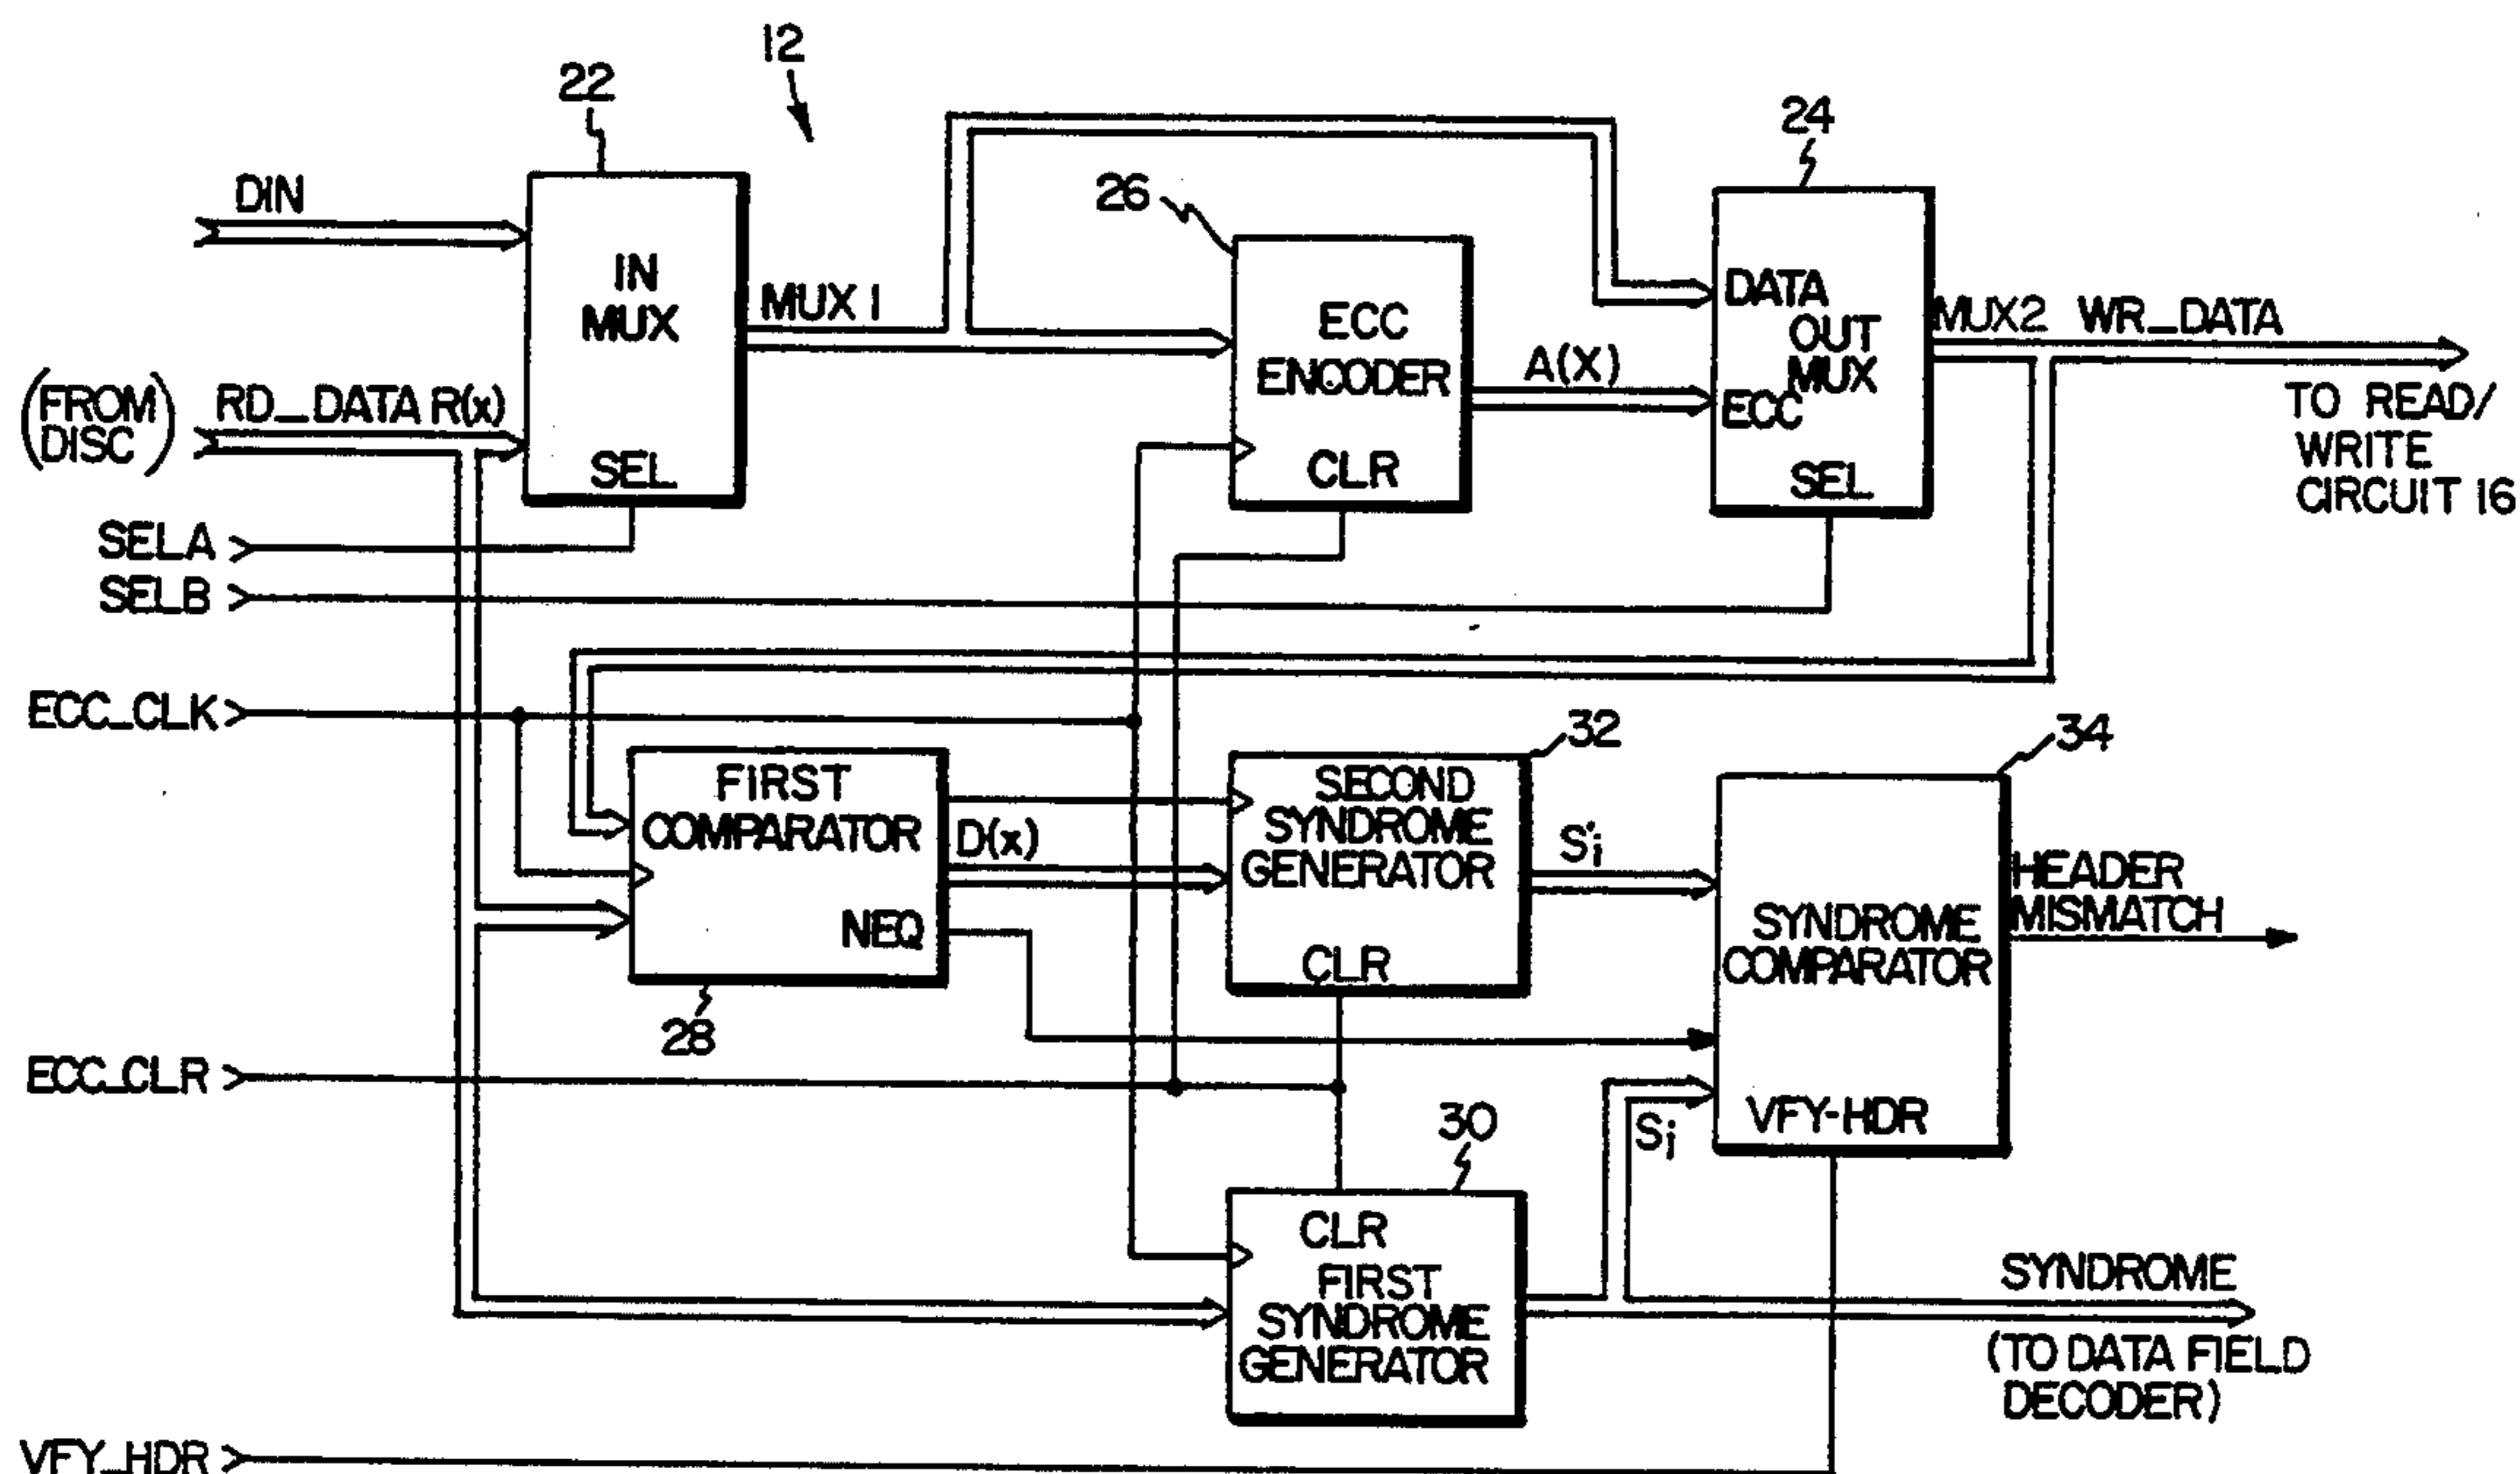 12
22
24
DIN
26
IN
MUX
MUX 1
DATA
OUT
MUX
ECC
SEL
MUX2 WR_DATA
TO READ/
WRITE
CIRCUIT 16
ECC
ENCODER
CLR
A(X)
(FROM
DISC)
RD_DATA R(x)
SEL
SELA
SELB
ECC_CLK
FIRST
COMPARATOR
NEQ
28
D(x)
32
SECOND
SYNDROME
GENERATOR
CLR
S'i
34
SYNDROME
COMPARATOR
VFY-HDR
HEADER
MISMATCH
ECC_CLR
30
Si
CLR
FIRST
SYNDROME
GENERATOR
SYNDROME
(TO DATA FIELD
DECODER)
VFY_HDR